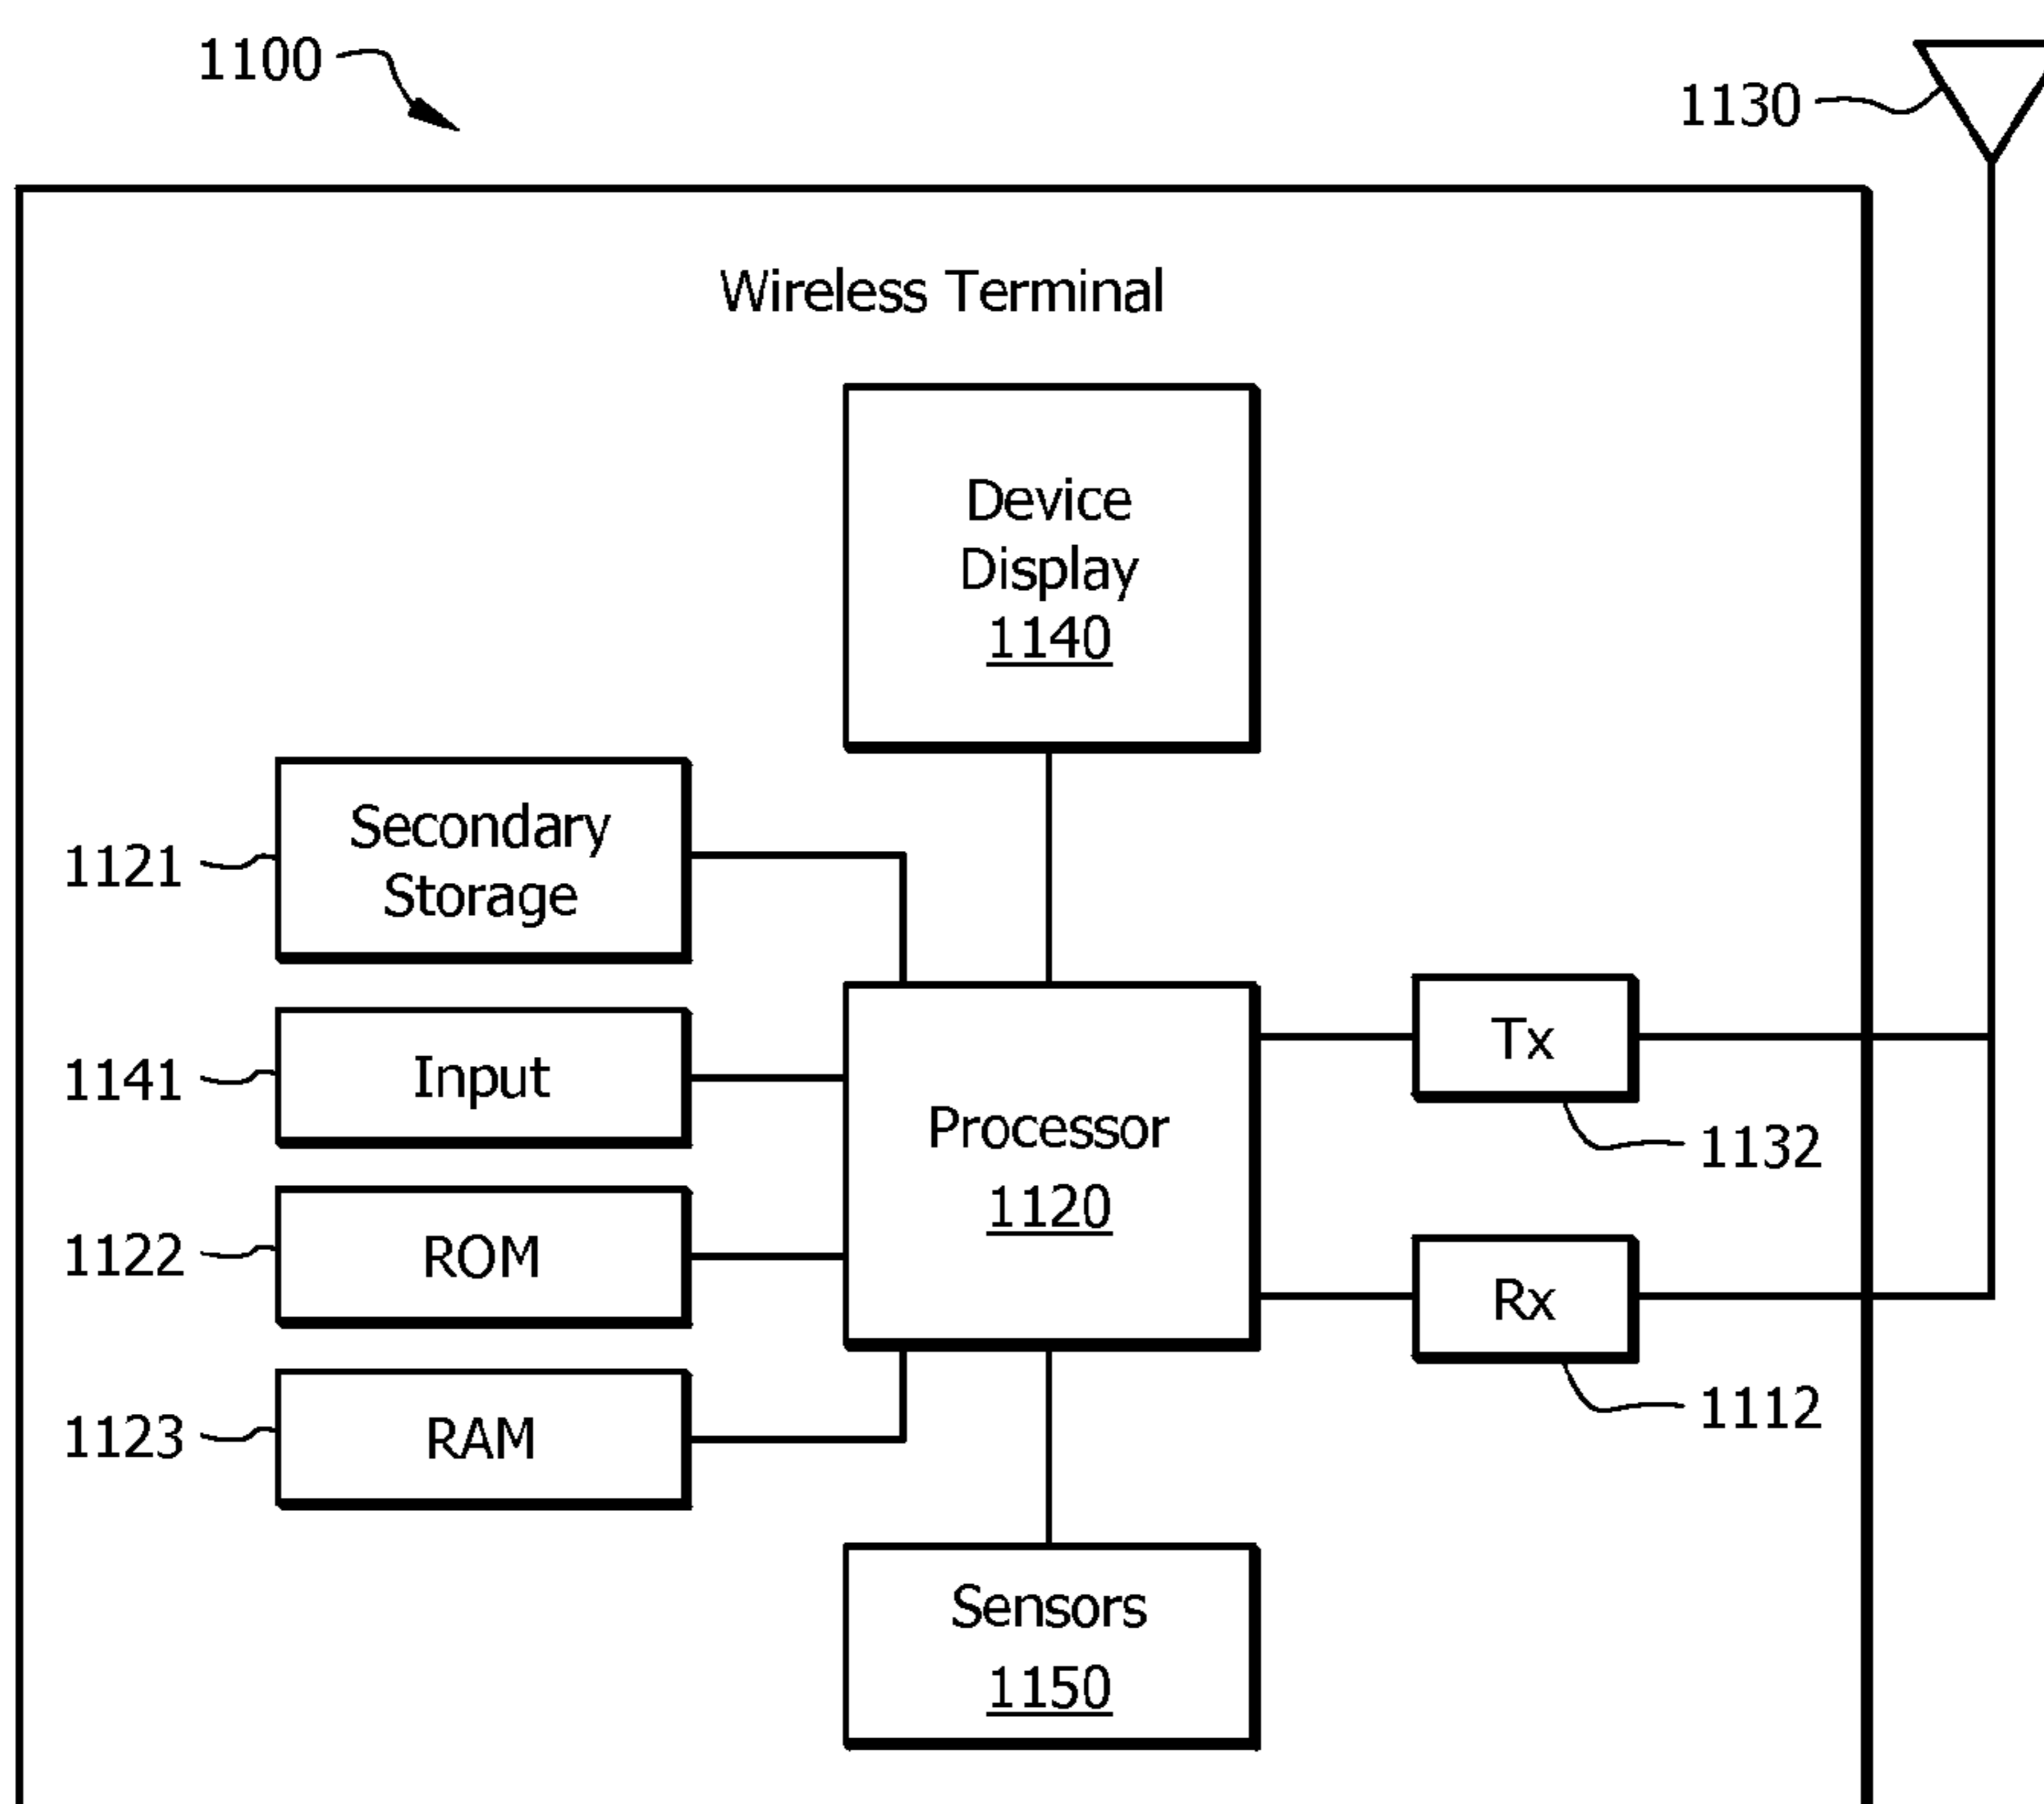 1100
1130
Wireless Terminal
Device
Display
1140
Secondary
Storage
1121
Input
1141
Processor
1120
Tx
1132
ROM
1122
Rx
1112
RAM
1123
Sensors
1150